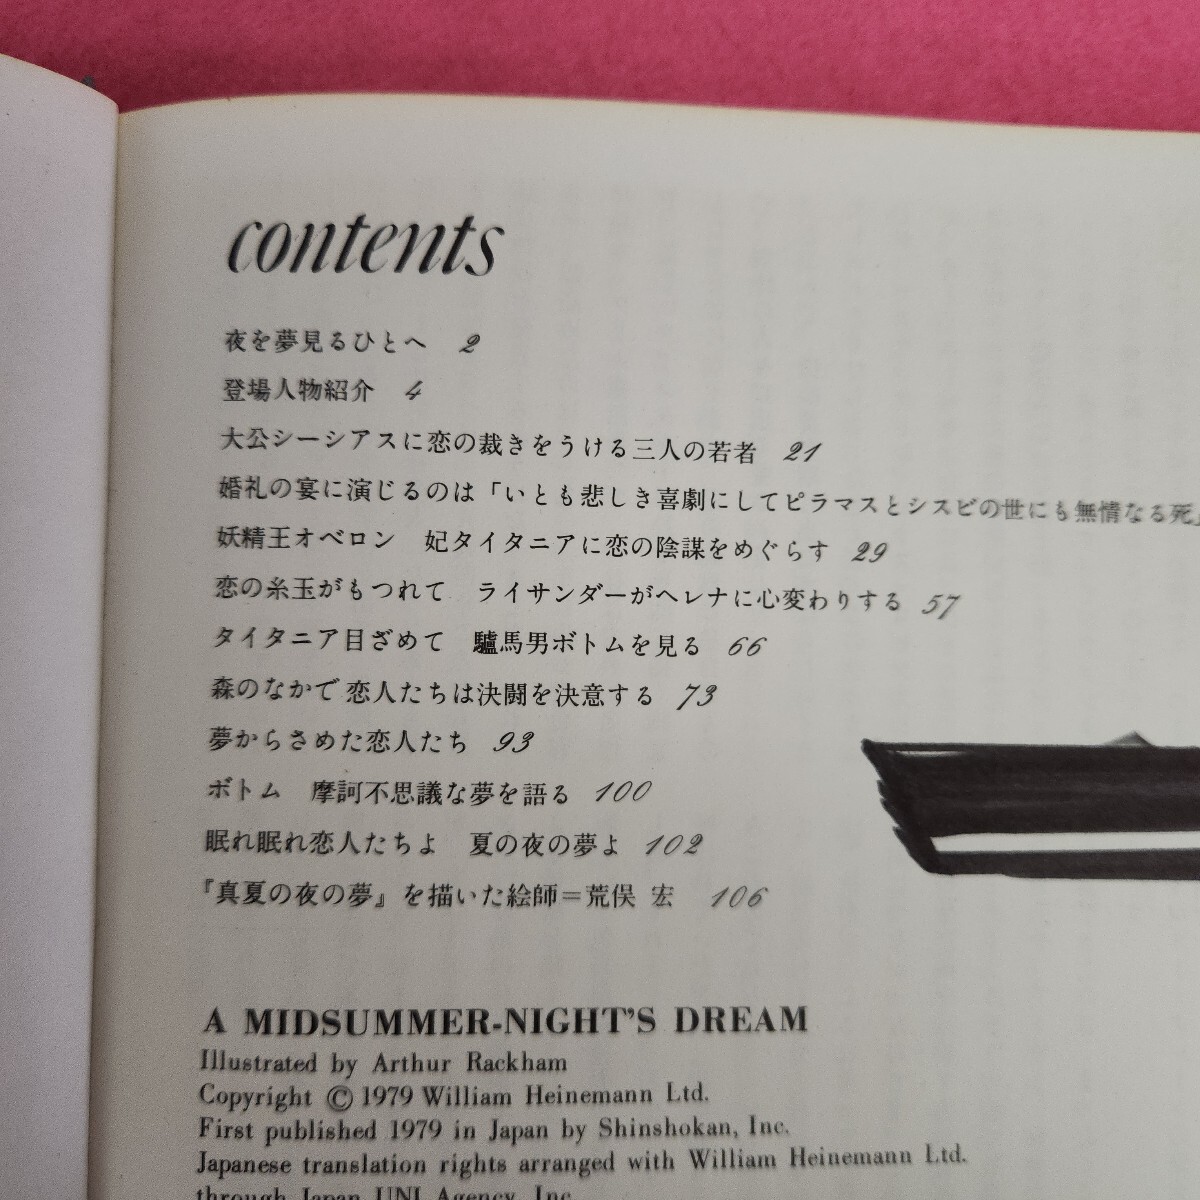 contents
夜を夢見るひとへ 2
登場人物紹介 4
大公シーシアスに恋の裁きをうける三人の若者 21
婚礼の宴に演じるのは「いとも悲しき喜劇にしてピラマスとシスビの世にも無情なる死」
妖精王オベロン 妃タイタニアに恋の陰謀をめぐらす 29
恋の糸玉がもつれて ライサンダーがヘレナに心変わりする 57
タイタニア目ざめて 驢馬男ボトムを見る 66
森のなかで恋人たちは決闘を決意する 73
夢からさめた恋人たち 93
ボトム 摩訶不思議な夢を語る 100
眠れ眠れ恋人たちよ 夏の夜の夢よ 102
『真夏の夜の夢』を描いた絵師＝荒俣 宏 106
A MIDSUMMER-NIGHT'S DREAM
Illustrated by Arthur Rackham
Copyright © 1979 William Heinemann Ltd.
First published 1979 in Japan by Shinshokan, Inc.
Japanese translation rights arranged with William Heinemann Ltd.
through Japan UNI Agency, Inc.